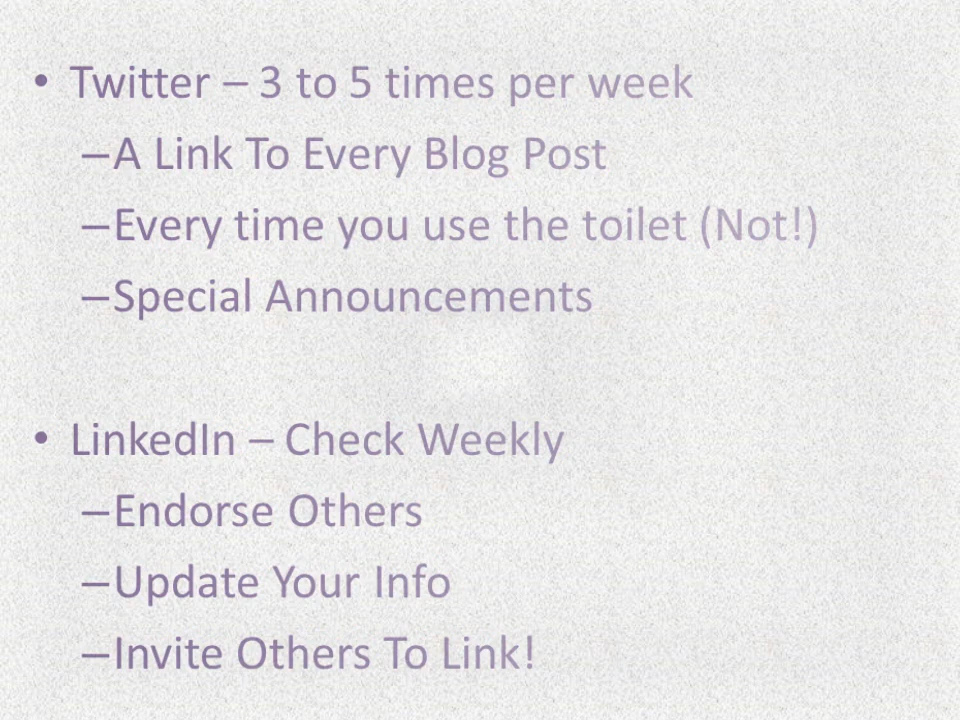 • Twitter – 3 to 5 times per week
–A Link To Every Blog Post
–Every time you use the toilet (Not!)
–Special Announcements
• LinkedIn – Check Weekly
–Endorse Others
–Update Your Info
–Invite Others To Link!